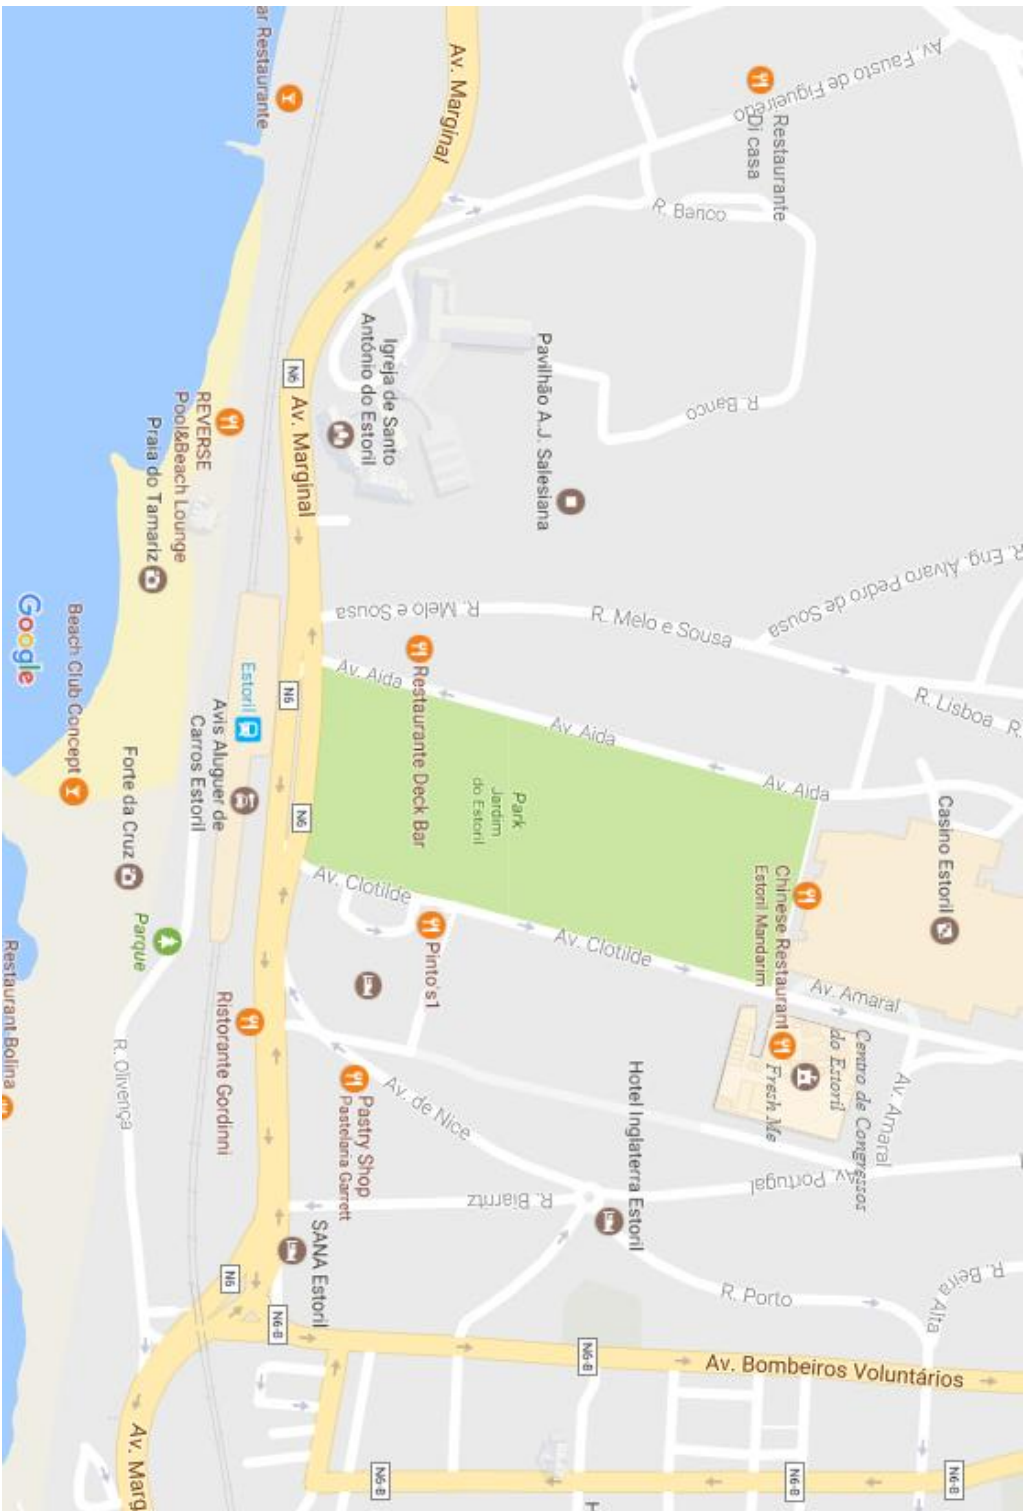 R. Eng. Álvaro Pedro de Sousa
R. Lisboa
R.
Casino Estoril
Av. Fausto de Figueiredo
Restaurante
Di casa
R. Banco
R. Banco
R. Melo e Sousa
R. Melo e Sousa
Pavilhão A.J. Salesiana
Igreja de Santo
António do Estoril
Av. Aida
Av. Aida
Av. Aida
Park
Jardim
do Estoril
Restaurante Deck Bar
Chinese Restaurant
Estoril Mandarim
Av. Amaral
Av. Amaral
Centro de Congressos
do Estoril
Fresh Me
Av. Clotilde
Av. Clotilde
Pinto's1
Hotel Inglaterra Estoril
Av. Portugal
Av. de Nice
Pastry Shop
Pastelaria Garrett
R. Biarritz
SANA Estoril
R. Porto
R. Beira Alta
Av. Bombeiros Voluntários
N6-B
N6-B
N6-B
N6-B
N6-B
H
Av. Marginal
Av. Marginal
N6
N6
N6
N6
Av. Marg
ar Restaurante
REVERSE
Pool&Beach Lounge
Praia do Tamariz
Estoril
Avis Aluguer de
Carros Estoril
Ristorante Gordinni
Forte da Cruz
Parque
R. Olivença
Beach Club Concept
Restaurant Bolina
Google